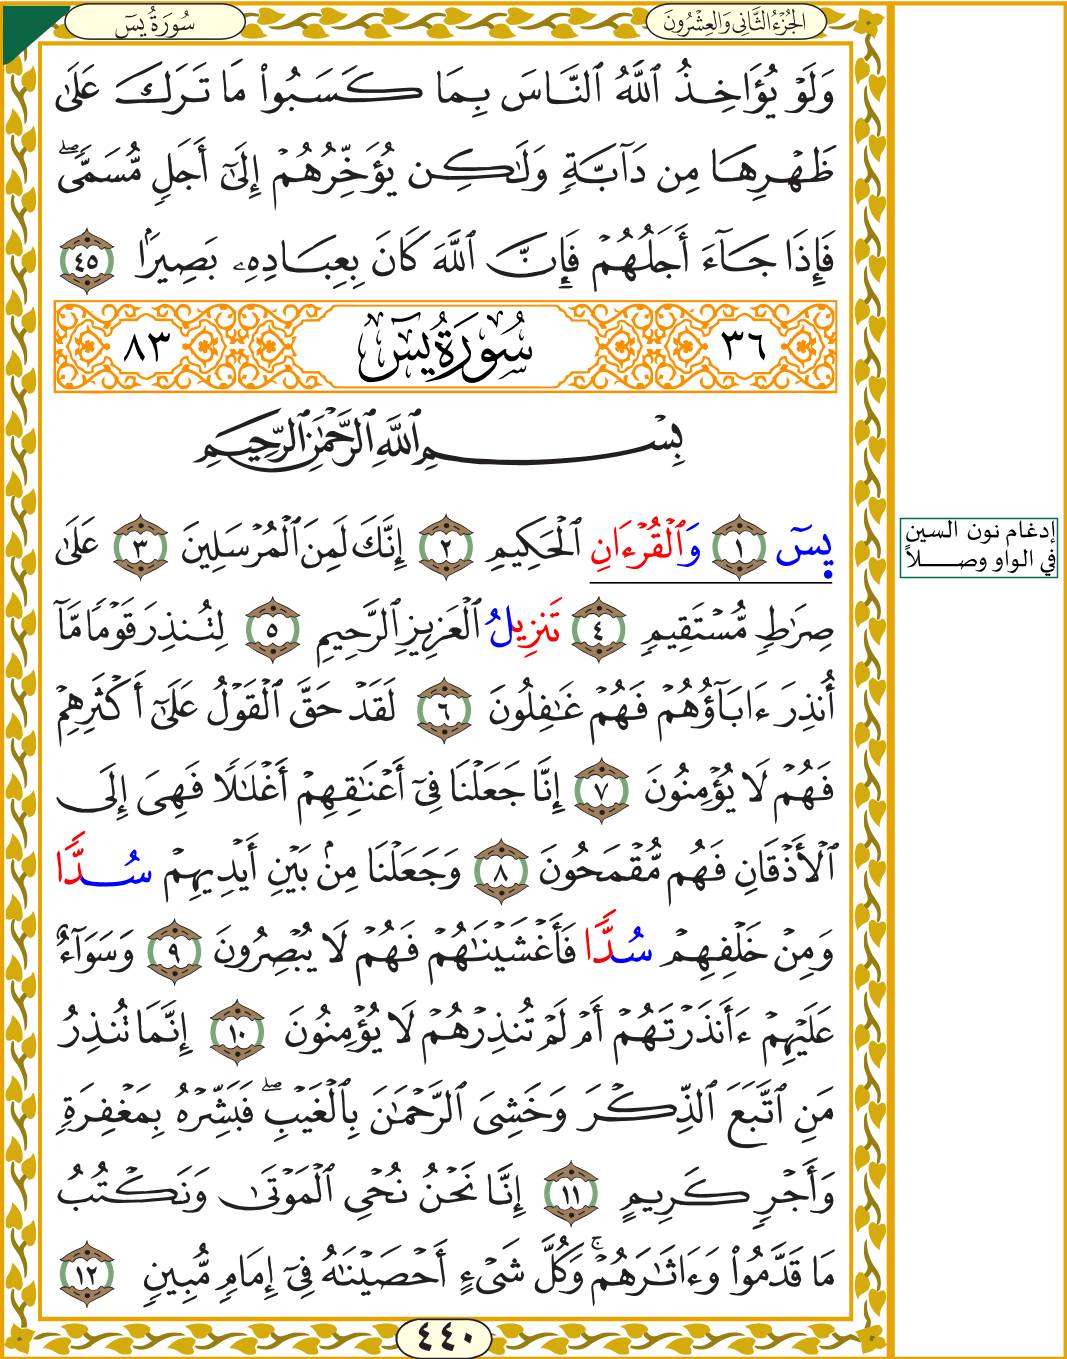 الجُزْءُ الثَّانِي وَالعِشْرُونَ
سُورَةُ يسٓ
وَلَوْ يُؤَاخِذُ ٱللَّهُ ٱلنَّاسَ بِمَا كَسَبُوا۟ مَا تَرَكَ عَلَىٰ
ظَهْرِهَا مِن دَآبَّةٍ وَلَـٰكِن يُؤَخِّرُهُمْ إِلَىٰٓ أَجَلٍ مُّسَمًّى ۖ
فَإِذَا جَآءَ أَجَلُهُمْ فَإِنَّ ٱللَّهَ كَانَ بِعِبَادِهِۦ بَصِيرًۢا ٤٥
٣٦ سُورَةُ يسٓ ٨٣
بِسْمِ ٱللَّهِ ٱلرَّحْمَـٰنِ ٱلرَّحِيمِ
يسٓ ١ وَٱلْقُرْءَانِ ٱلْحَكِيمِ ٢ إِنَّكَ لَمِنَ ٱلْمُرْسَلِينَ ٣ عَلَىٰ
صِرَٰطٍ مُّسْتَقِيمٍ ٤ تَنزِيلُ ٱلْعَزِيزِ ٱلرَّحِيمِ ٥ لِتُنذِرَ قَوْمًا مَّآ
أُنذِرَ ءَابَآؤُهُمْ فَهُمْ غَـٰفِلُونَ ٦ لَقَدْ حَقَّ ٱلْقَوْلُ عَلَىٰٓ أَكْثَرِهِمْ
فَهُمْ لَا يُؤْمِنُونَ ٧ إِنَّا جَعَلْنَا فِىٓ أَعْنَـٰقِهِمْ أَغْلَـٰلًا فَهِىَ إِلَى
ٱلْأَذْقَانِ فَهُم مُّقْمَحُونَ ٨ وَجَعَلْنَا مِنۢ بَيْنِ أَيْدِيهِمْ سُدًّا
وَمِنْ خَلْفِهِمْ سُدًّا فَأَغْشَيْنَـٰهُمْ فَهُمْ لَا يُبْصِرُونَ ٩ وَسَوَآءٌ
عَلَيْهِمْ ءَأَنذَرْتَهُمْ أَمْ لَمْ تُنذِرْهُمْ لَا يُؤْمِنُونَ ١٠ إِنَّمَا تُنذِرُ
مَنِ ٱتَّبَعَ ٱلذِّكْرَ وَخَشِىَ ٱلرَّحْمَـٰنَ بِٱلْغَيْبِ ۖ فَبَشِّرْهُ بِمَغْفِرَةٍ
وَأَجْرٍ كَرِيمٍ ١١ إِنَّا نَحْنُ نُحْىِ ٱلْمَوْتَىٰ وَنَكْتُبُ
مَا قَدَّمُوا۟ وَءَاثَـٰرَهُمْ ۚ وَكُلَّ شَىْءٍ أَحْصَيْنَـٰهُ فِىٓ إِمَامٍ مُّبِينٍ ١٢
٤٤٠
إدغام نون السين
في الواو وصـــلاً